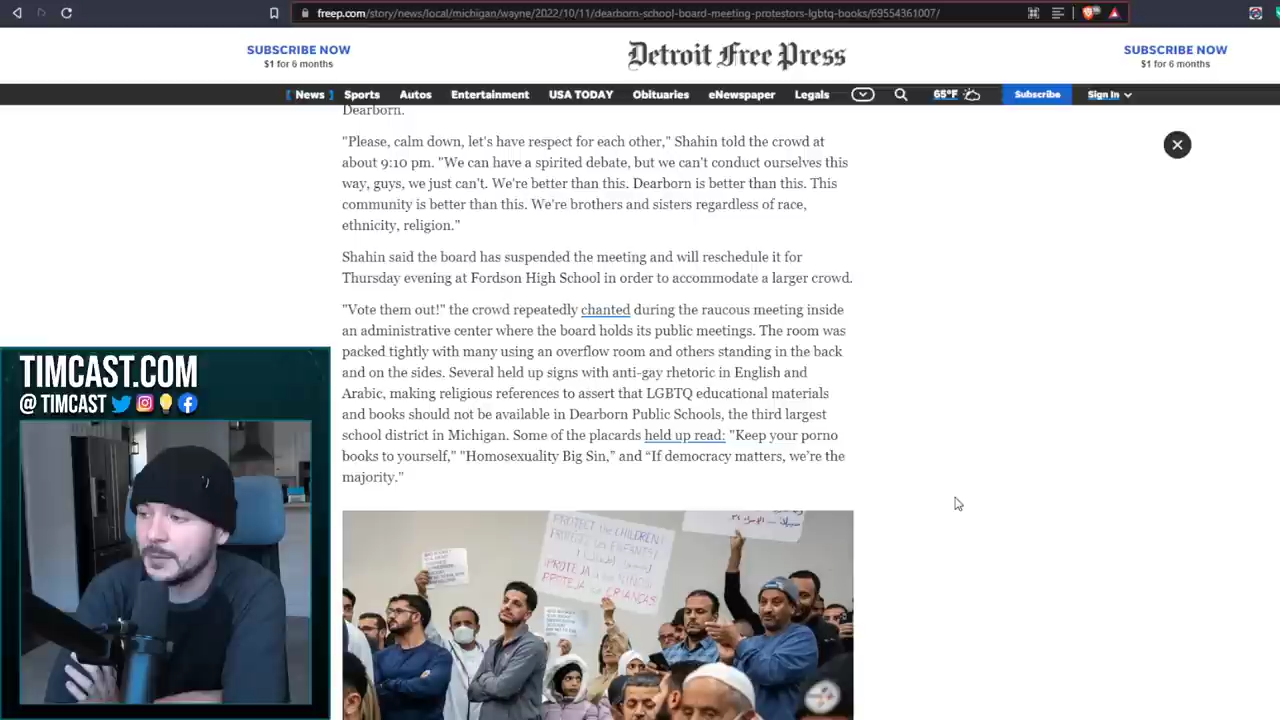 freep.com/story/news/local/michigan/wayne/2022/10/11/dearborn-school-board-meeting-protestors-lgbtq-books/69554361007/
SUBSCRIBE NOW
$1 for 6 months
Detroit Free Press
SUBSCRIBE NOW
$1 for 6 months
News Sports Autos Entertainment USA TODAY Obituaries eNewspaper Legals 65°F Subscribe Sign In
Dearborn.
"Please, calm down, let's have respect for each other," Shahin told the crowd at
about 9:10 pm. "We can have a spirited debate, but we can't conduct ourselves this
way, guys, we just can't. We're better than this. Dearborn is better than this. This
community is better than this. We're brothers and sisters regardless of race,
ethnicity, religion."
Shahin said the board has suspended the meeting and will reschedule it for
Thursday evening at Fordson High School in order to accommodate a larger crowd.
"Vote them out!" the crowd repeatedly chanted during the raucous meeting inside
an administrative center where the board holds its public meetings. The room was
packed tightly with many using an overflow room and others standing in the back
and on the sides. Several held up signs with anti-gay rhetoric in English and
Arabic, making religious references to assert that LGBTQ educational materials
and books should not be available in Dearborn Public Schools, the third largest
school district in Michigan. Some of the placards held up read: "Keep your porno
books to yourself," "Homosexuality Big Sin,” and “If democracy matters, we’re the
majority."
TIMCAST.COM
@ TIMCAST
PROTECT the CHILDREN!
PROTEJA
PROTEJA CRIANÇAS